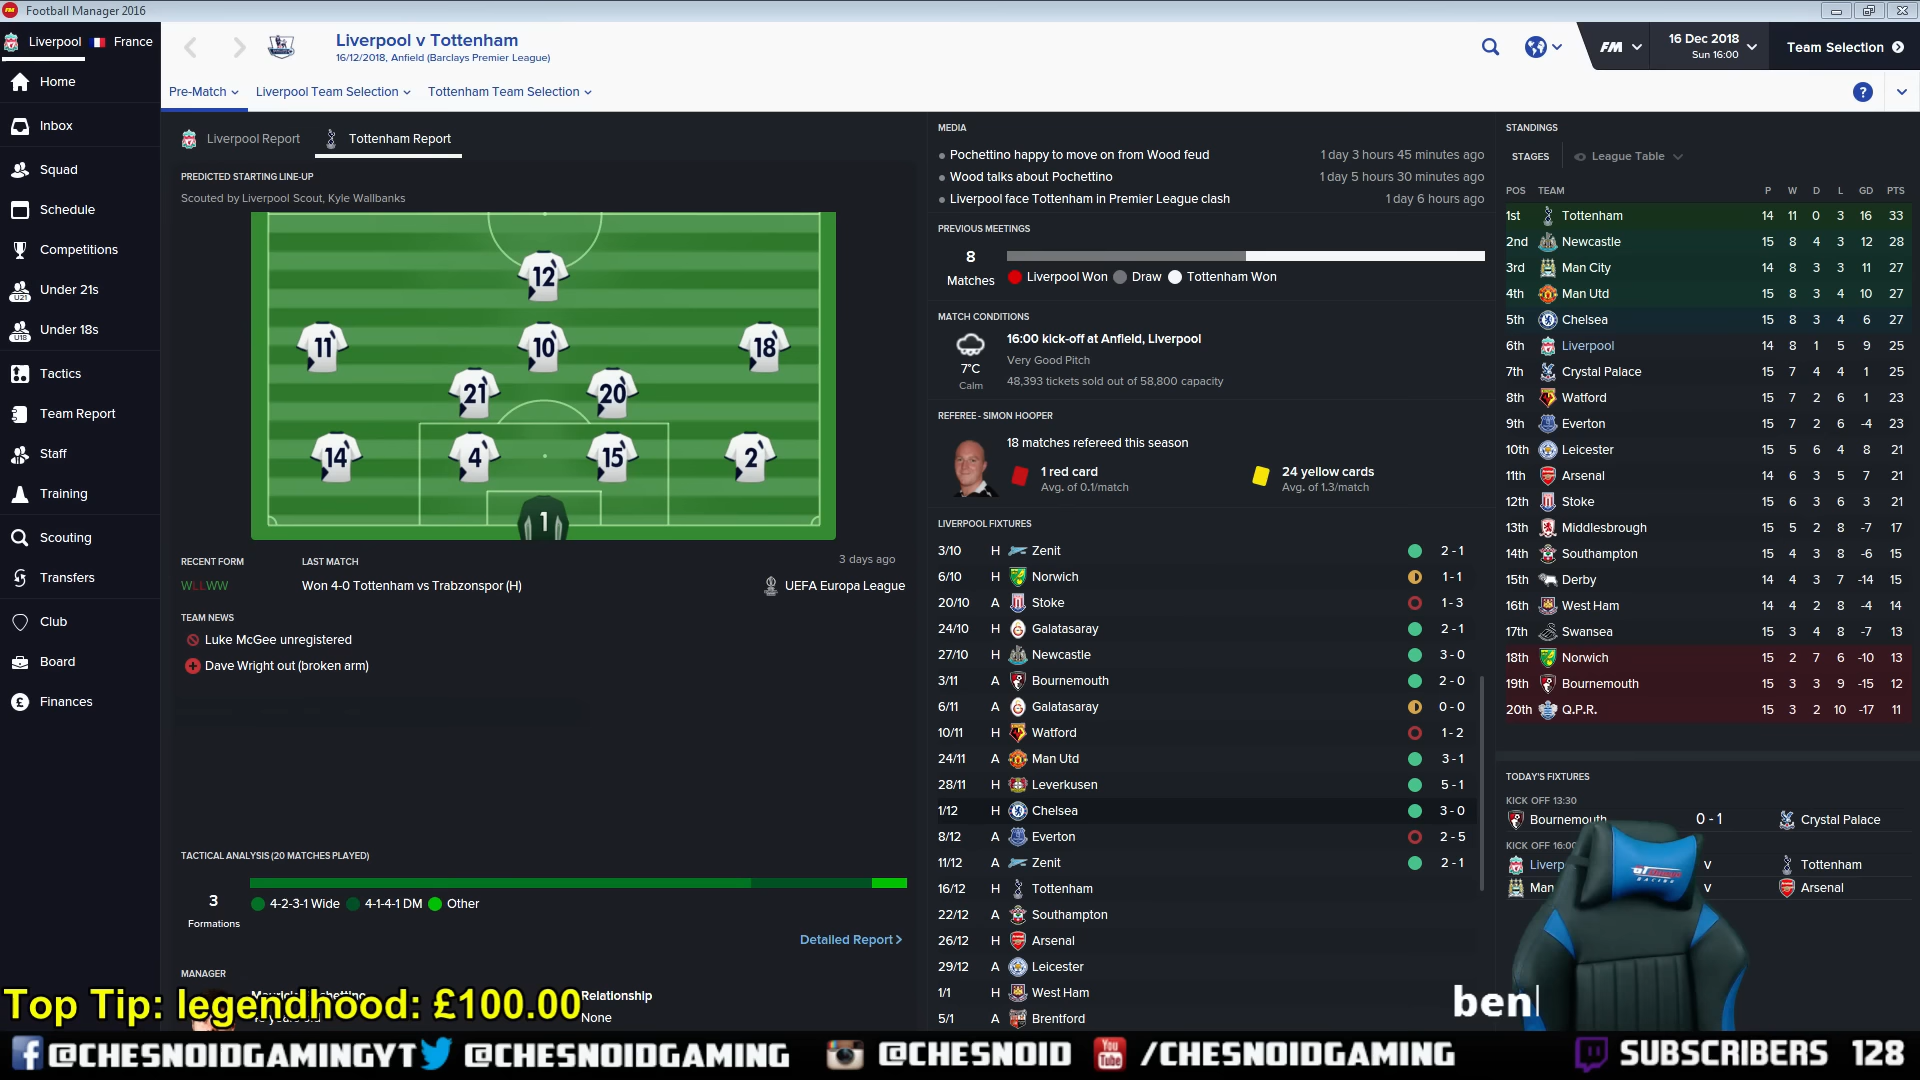 Football Manager 2016
Liverpool France
Liverpool v Tottenham
16/12/2018, Anfield (Barclays Premier League)
FM
16 Dec 2018
Sun 16:00
Team Selection
Home
Inbox
Squad
Schedule
Competitions
Under 21s
Under 18s
Tactics
Team Report
Staff
Training
Scouting
Transfers
Club
Board
Finances
Pre-Match Liverpool Team Selection Tottenham Team Selection
?
Liverpool Report Tottenham Report
PREDICTED STARTING LINE-UP
Scouted by Liverpool Scout, Kyle Wallbanks
12
11 10 18
21 20
14 4 15 2
1
RECENT FORM LAST MATCH 3 days ago
WLLWW Won 4-0 Tottenham vs Trabzonspor (H) UEFA Europa League
TEAM NEWS
Luke McGee unregistered
Dave Wright out (broken arm)
TACTICAL ANALYSIS (20 MATCHES PLAYED)
3
Formations
4-2-3-1 Wide 4-1-4-1 DM Other
Detailed Report >
MANAGER
Relationship
None
MEDIA
Pochettino happy to move on from Wood feud 1 day 3 hours 45 minutes ago
Wood talks about Pochettino 1 day 5 hours 30 minutes ago
Liverpool face Tottenham in Premier League clash 1 day 6 hours ago
PREVIOUS MEETINGS
8
Matches
Liverpool Won Draw Tottenham Won
MATCH CONDITIONS
7°C
Calm
16:00 kick-off at Anfield, Liverpool
Very Good Pitch
48,393 tickets sold out of 58,800 capacity
REFEREE - SIMON HOOPER
18 matches refereed this season
1 red card
Avg. of 0.1/match
24 yellow cards
Avg. of 1.3/match
LIVERPOOL FIXTURES
3/10 H Zenit 2 - 1
6/10 H Norwich 1 - 1
20/10 A Stoke 1 - 3
24/10 H Galatasaray 2 - 1
27/10 H Newcastle 3 - 0
3/11 A Bournemouth 2 - 0
6/11 A Galatasaray 0 - 0
10/11 H Watford 1 - 2
24/11 A Man Utd 3 - 1
28/11 H Leverkusen 5 - 1
1/12 H Chelsea 3 - 0
8/12 A Everton 2 - 5
11/12 A Zenit 2 - 1
16/12 H Tottenham
22/12 A Southampton
26/12 H Arsenal
29/12 A Leicester
1/1 H West Ham
5/1 A Brentford
STANDINGS
STAGES League Table
POS TEAM P W D L GD PTS
1st Tottenham 14 11 0 3 16 33
2nd Newcastle 15 8 4 3 12 28
3rd Man City 14 8 3 3 11 27
4th Man Utd 15 8 3 4 10 27
5th Chelsea 15 8 3 4 6 27
6th Liverpool 14 8 1 5 9 25
7th Crystal Palace 15 7 4 4 1 25
8th Watford 15 7 2 6 1 23
9th Everton 15 7 2 6 -4 23
10th Leicester 15 5 6 4 8 21
11th Arsenal 14 6 3 5 7 21
12th Stoke 15 6 3 6 3 21
13th Middlesbrough 15 5 2 8 -7 17
14th Southampton 15 4 3 8 -6 15
15th Derby 14 4 3 7 -14 15
16th West Ham 14 4 2 8 -4 14
17th Swansea 15 3 4 8 -7 13
18th Norwich 15 2 7 6 -10 13
19th Bournemouth 15 3 3 9 -15 12
20th Q.P.R. 15 3 2 10 -17 11
TODAY'S FIXTURES
KICK OFF 13:30
Bournemouth 0 - 1 Crystal Palace
KICK OFF 16:00
Liverp v Tottenham
Man v Arsenal
GT OMEGA RACING
Top Tip: legendhood: £100.00
ben
@CHESNOIDGAMINGYT @CHESNOIDGAMING @CHESNOID You Tube /CHESNOIDGAMING SUBSCRIBERS 128